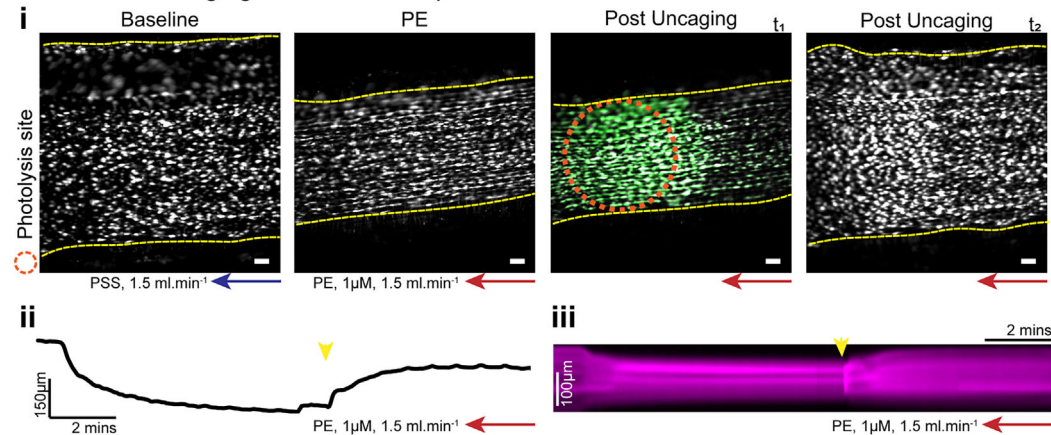 i
Baseline
PE
Post Uncaging
t₁
Post Uncaging
t₂
Photolysis site
PSS, 1.5 ml.min⁻¹
PE, 1µM, 1.5 ml.min⁻¹
ii
150µm
2 mins
PE, 1µM, 1.5 ml.min⁻¹
iii
2 mins
100µm
PE, 1µM, 1.5 ml.min⁻¹